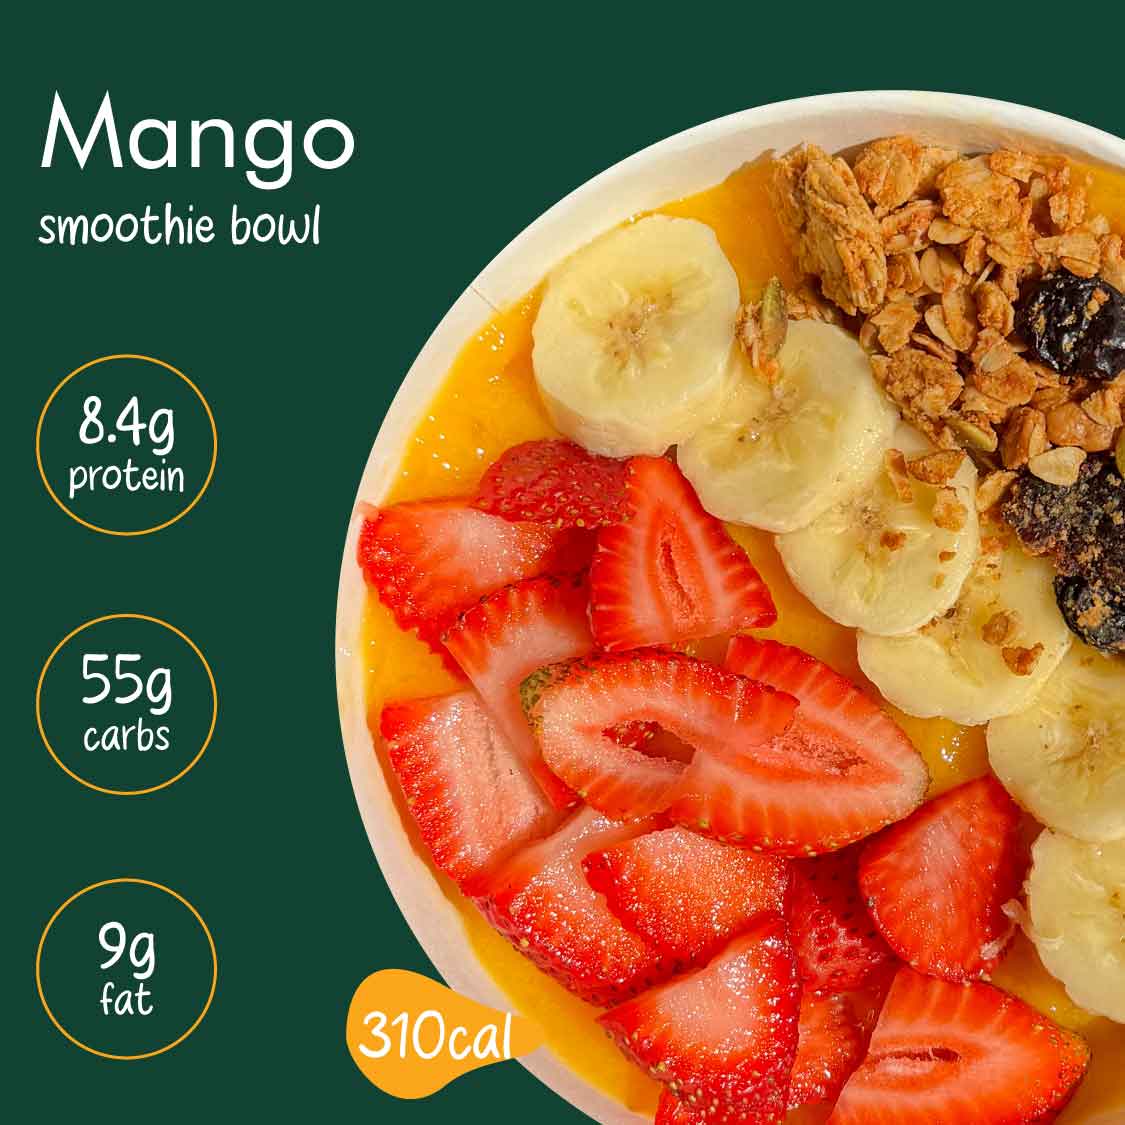 Mango
smoothie bowl
8.4g
protein
55g
carbs
9g
fat
310cal